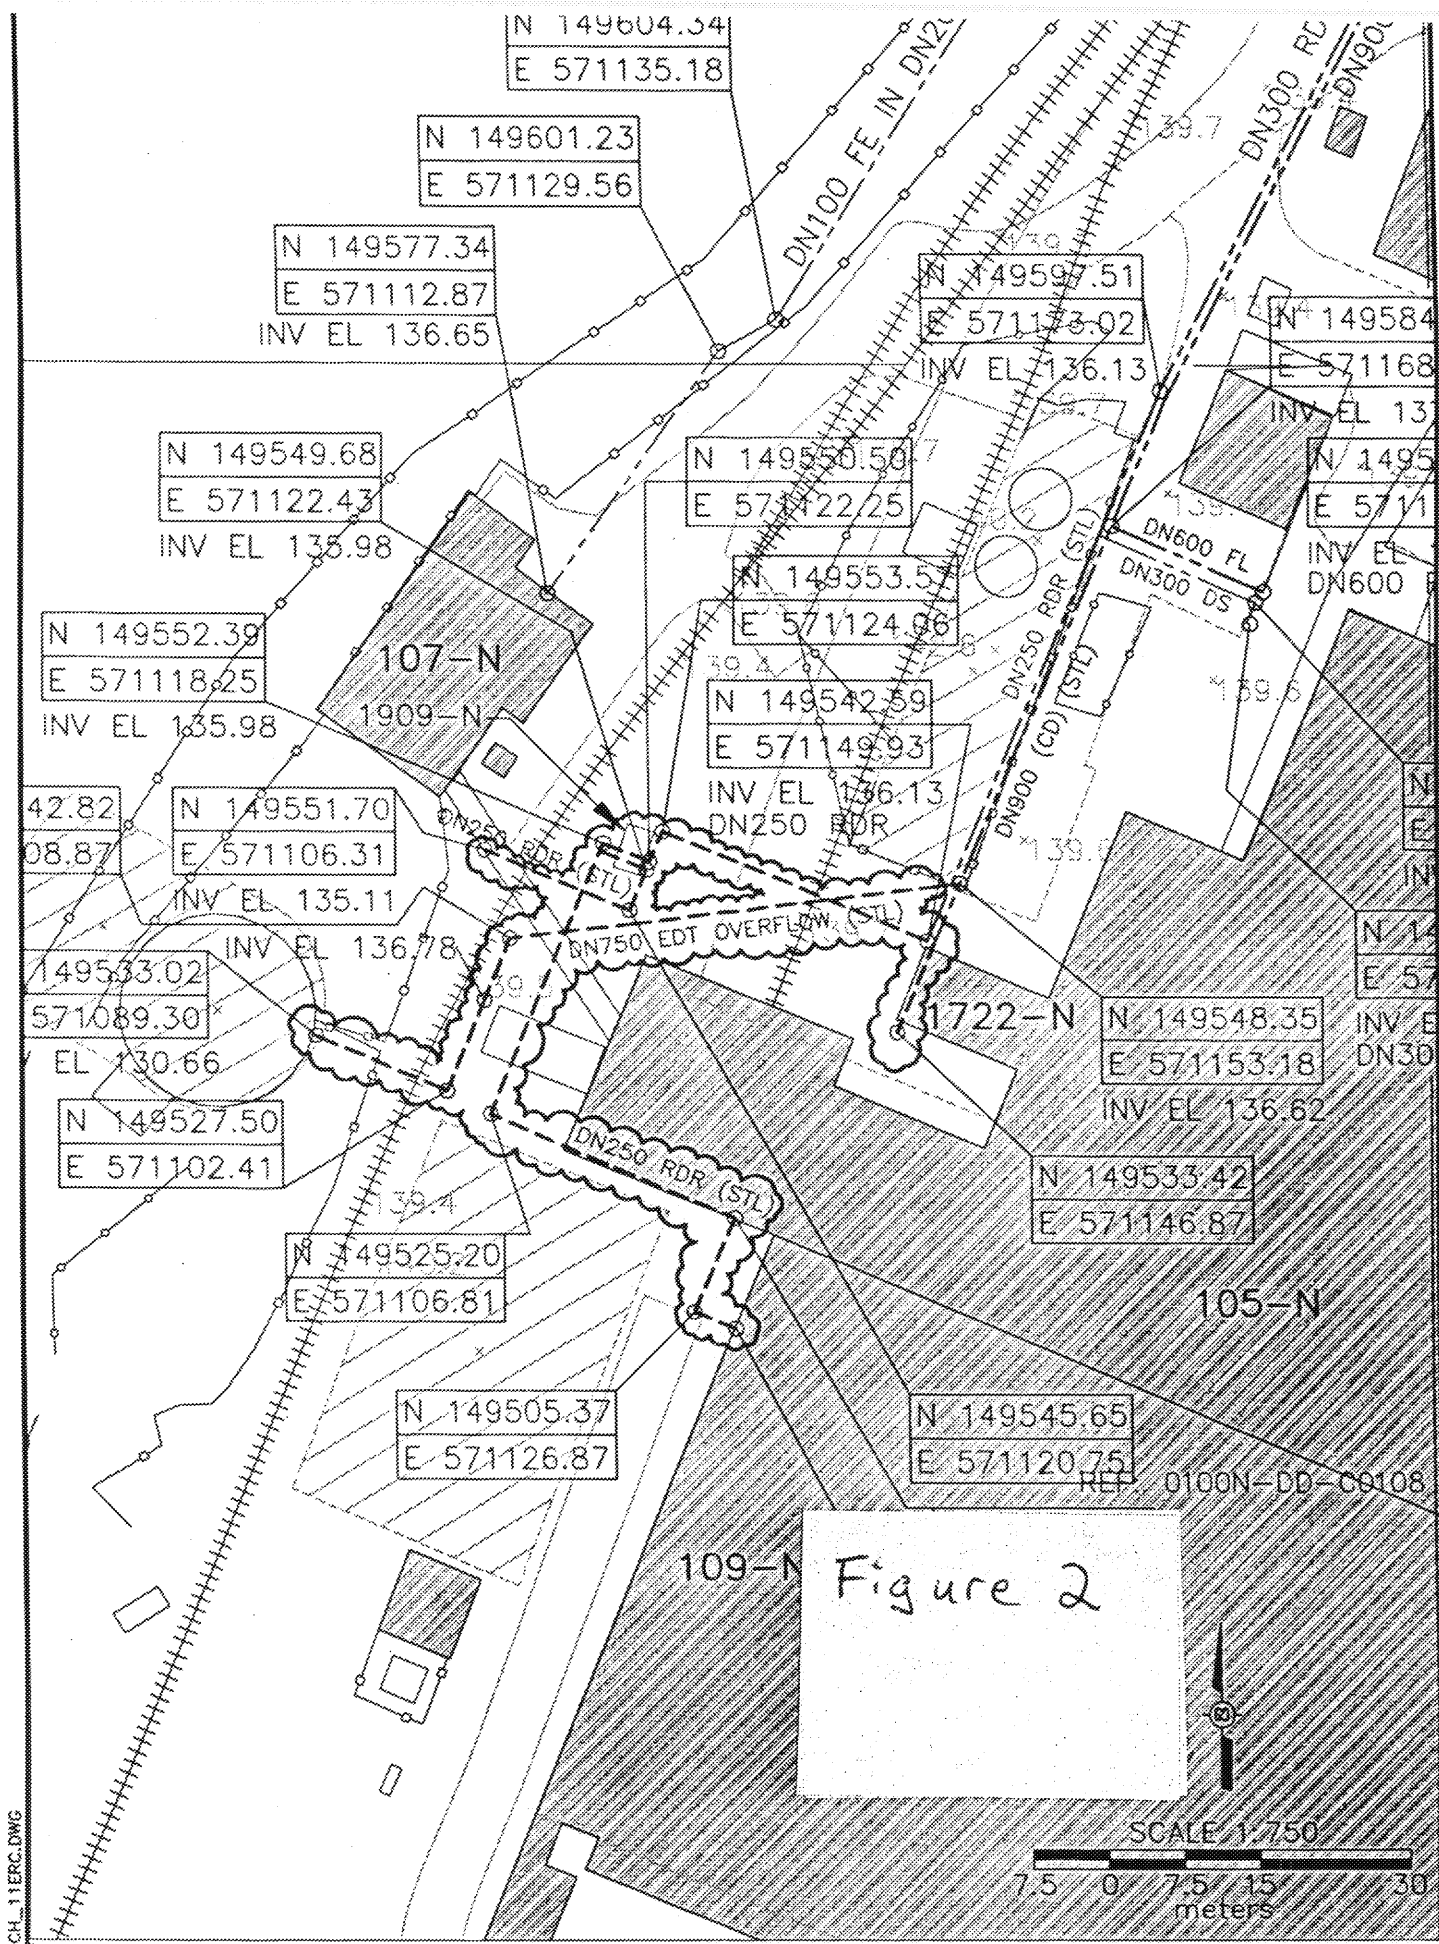 N 149604.34
E 571135.18
DN100 FE IN
DN300
N 149601.23
E 571129.56
139.7
N 149577.34
E 571112.87
INV EL 136.65
N 149597.51
E 571173.02
INV EL 136.13
N 149584
E 571168
N 149549.68
E 571122.43
INV EL 135.98
N 149550.50
E 571122.25
DN600 FL
DN300 DS
INV EL
DN600
N 149552.39
E 571118.25
INV EL 135.98
107-N
1909-N
E 571124.06
DN250 RDR (STL)
DN900 (CD) (STL)
N 149542.59
E 571149.93
INV EL 136.13
DN250 RDR
42.82
08.87
N 149551.70
E 571106.31
INV EL 135.11
DN250 RDR (STL)
INV EL 136.78
DN750 EDT OVERFLOW (STL)
149533.02
571089.30
EL 130.66
1722-N
N 149548.35
E 571153.18
INV EL 136.62
DN30
N 149527.50
E 571102.41
139.4
DN250 RDR (STL)
N 149533.42
E 571146.87
N 149525.20
E 571106.81
105-N
N 149505.37
E 571126.87
N 149545.65
E 571120.75
REF: 0100N-DD-C0108
109-N
Figure 2
SCALE 1:750
7.5 0 7.5 15 30
meters
CH_11ERC.DWG